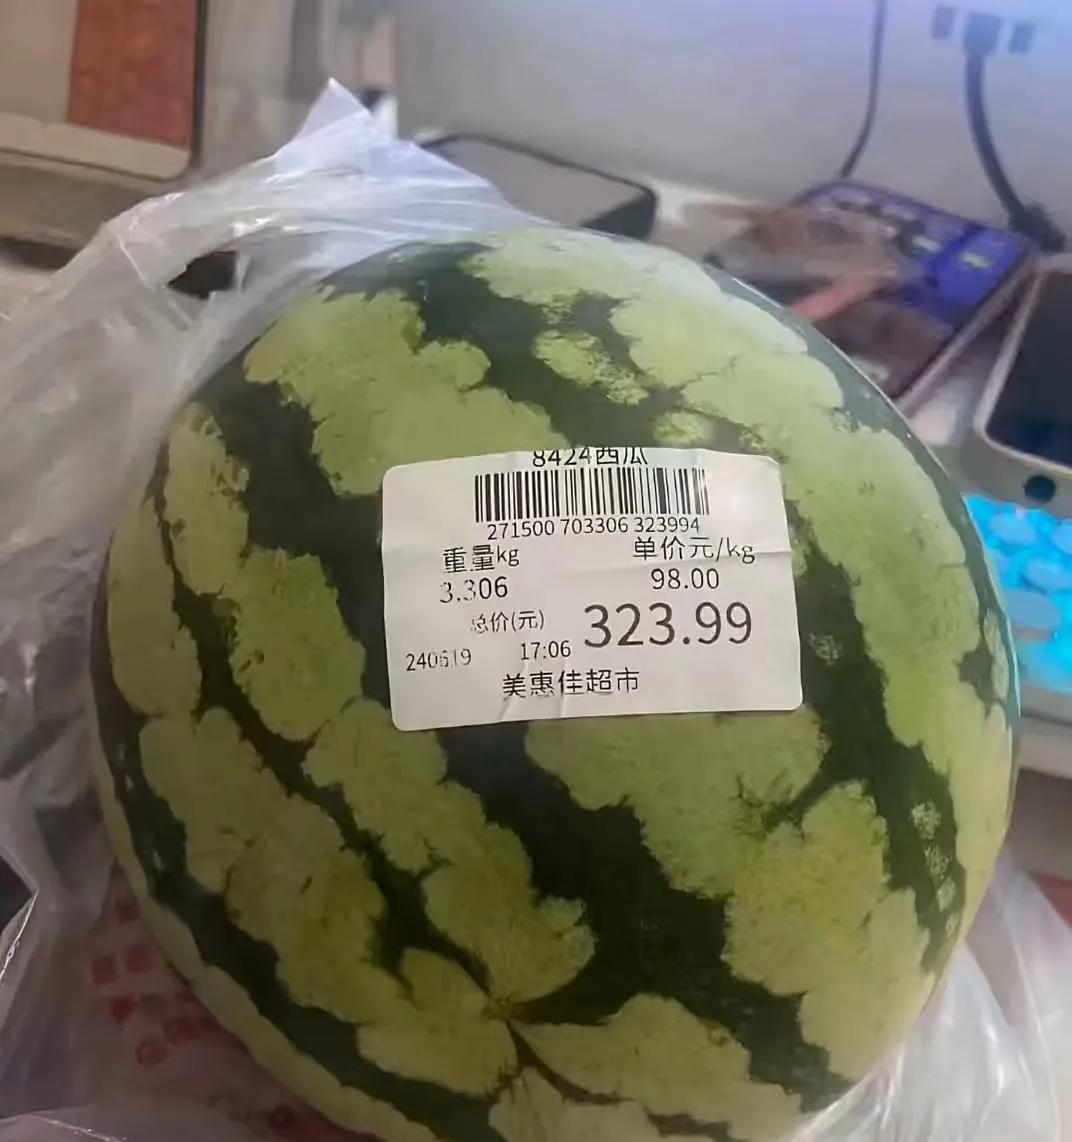 8424西瓜
271500 703306 323994
重量kg 单价元/kg
3.306 98.00
总价(元) 323.99
240619 17:06
美惠佳超市